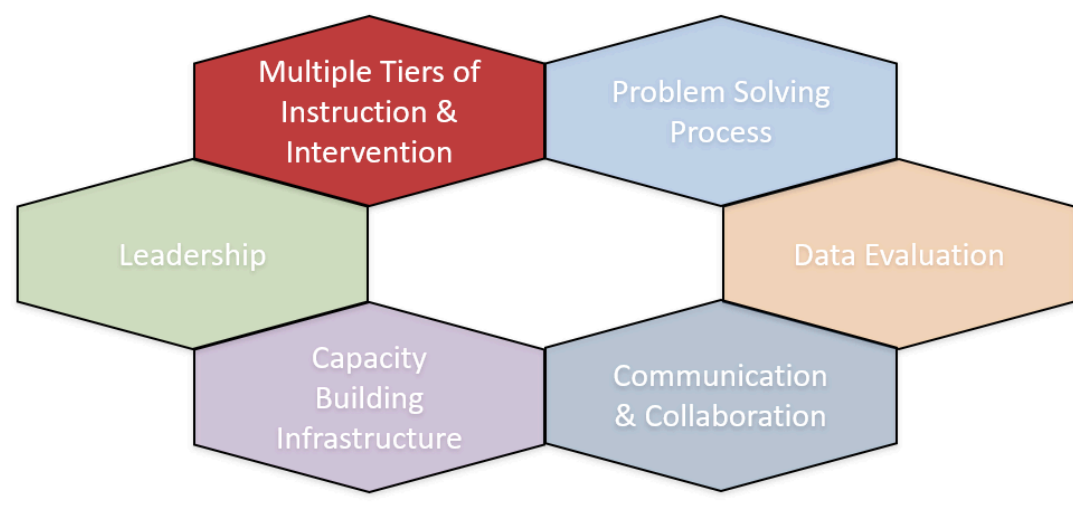 Multiple Tiers of
Instruction &
Intervention
Problem Solving
Process
Leadership
Data Evaluation
Capacity
Building
Infrastructure
Communication
& Collaboration